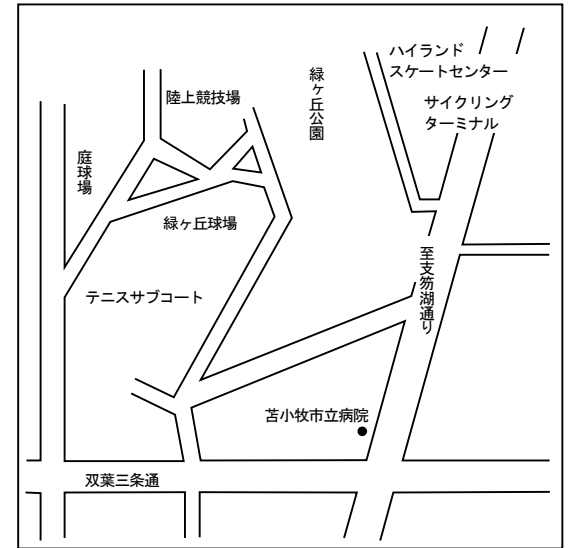 ハイランド
スケートセンター
サイクリング
ターミナル
緑ヶ丘公園
陸上競技場
庭球場
緑ヶ丘球場
テニスサブコート
至支笏湖通り
苫小牧市立病院
双葉三条通